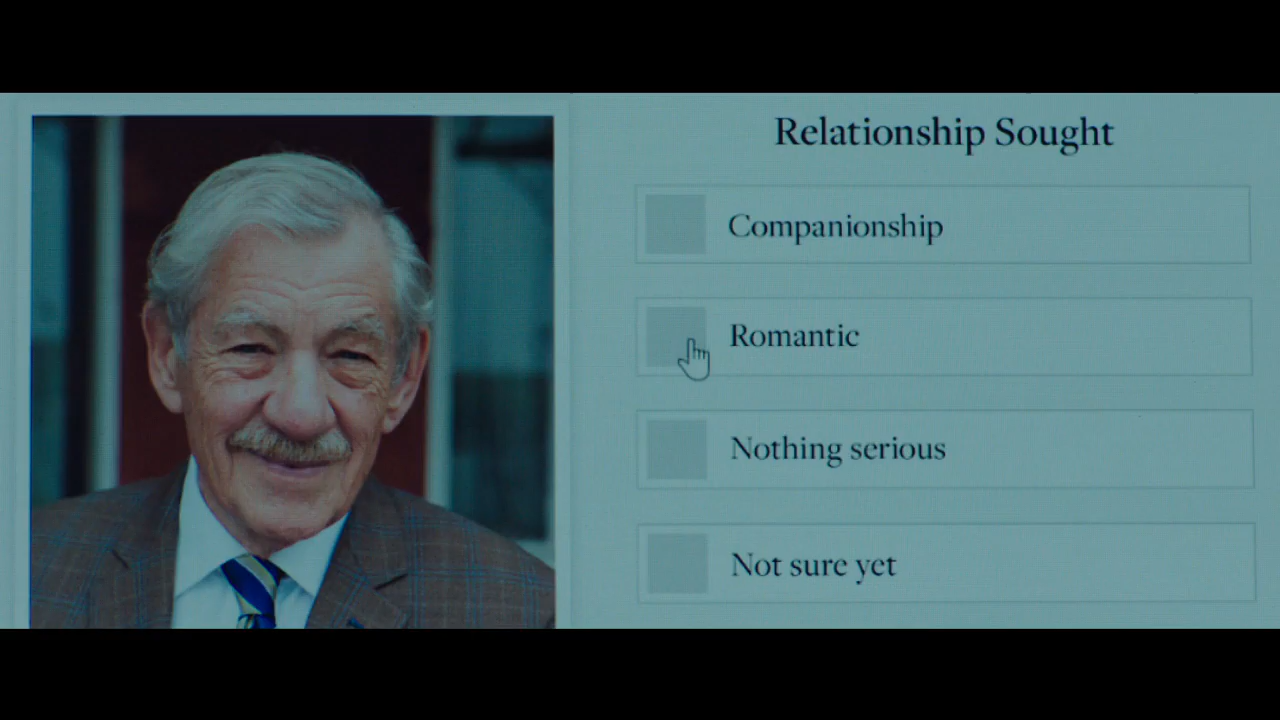 Relationship Sought
Companionship
Romantic
Nothing serious
Not sure yet